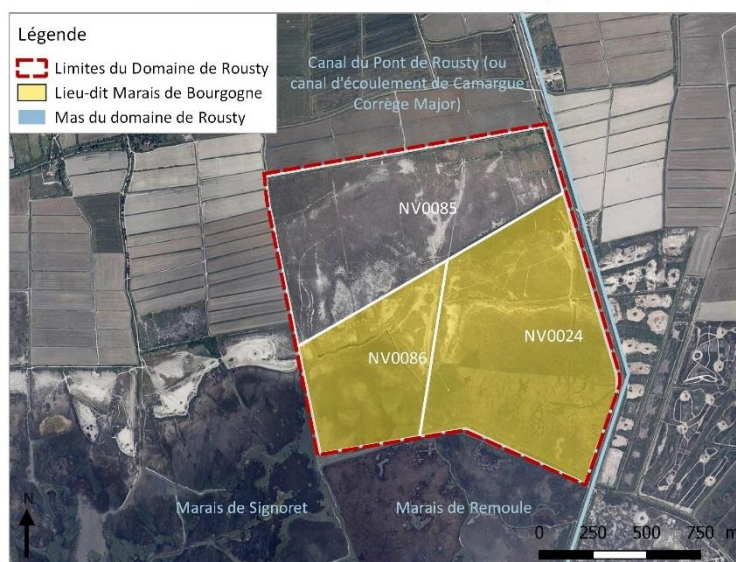 Légende
Limites du Domaine de Rousty
Lieu-dit Marais de Bourgogne
Mas du domaine de Rousty
Canal du Pont de Rousty (ou
canal d'écoulement de Camargue
Corrège Major)
NV0085
NV0024
NV0086
Marais de Signoret
Marais de Remoule
N
0 250 500 750 m